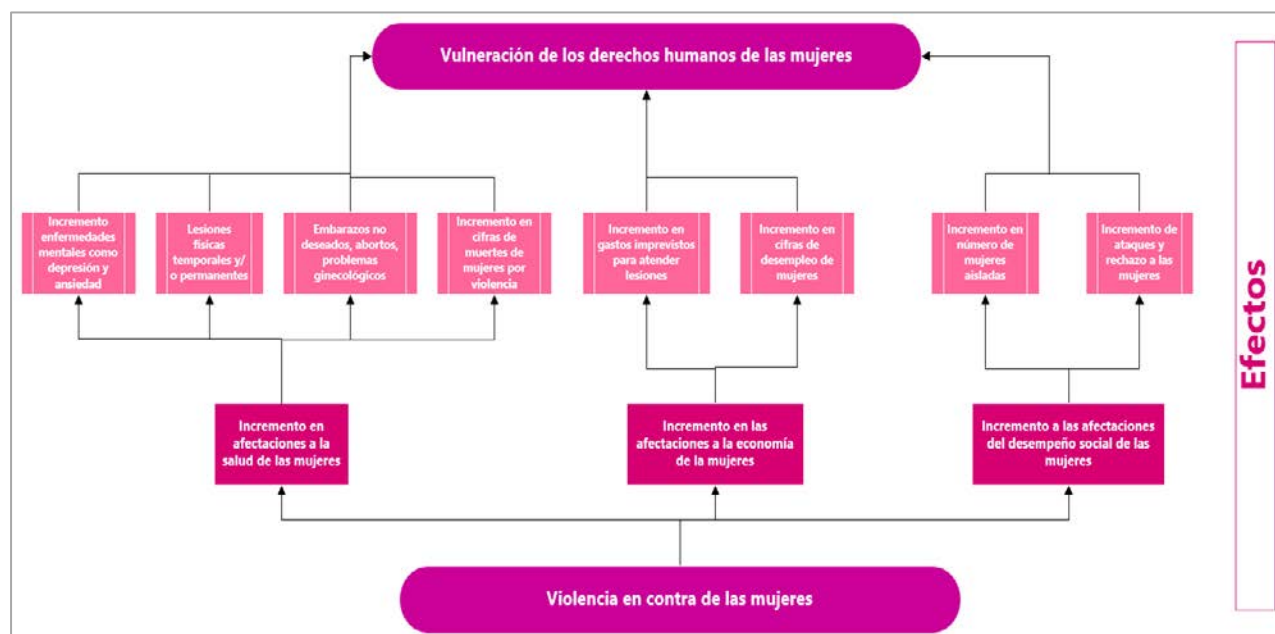 Vulneración de los derechos humanos de las mujeres
Incremento
enfermedades
mentales como
depresión y
ansiedad
Lesiones
físicas
temporales y/
o permanentes
Embarazos no
deseados, abortos,
problemas
ginecológicos
Incremento en
cifras de
muertes de
mujeres por
violencia
Incremento en
gastos imprevistos
para atender
lesiones
Incremento en
cifras de
desempleo de
mujeres
Incremento en
número de
mujeres
aisladas
Incremento de
ataques y
rechazo a las
mujeres
Incremento en
afectaciones a la
salud de las mujeres
Incremento en las
afectaciones a la economía
de la mujeres
Incremento a las afectaciones
del desempeño social de las
mujeres
Violencia en contra de las mujeres
Efectos